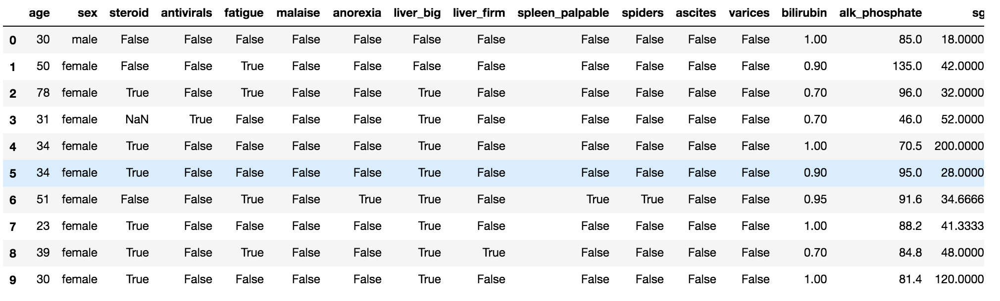 age sex steroid antivirals fatigue malaise anorexia liver_big liver_firm spleen_palpable spiders ascites varices bilirubin alk_phosphate sg
0 30 male False False False False False False False False False False False 1.00 85.0 18.0000
1 50 female False False True False False False False False False False False 0.90 135.0 42.0000
2 78 female True False True False False True False False False False False 0.70 96.0 32.0000
3 31 female NaN True False False False True False False False False False 0.70 46.0 52.0000
4 34 female True False False False False True False False False False False 1.00 70.5 200.0000
5 34 female True False False False False True False False False False False 0.90 95.0 28.0000
6 51 female False False True False True True False True True False False 0.95 91.6 34.6666
7 23 female True False False False False True False False False False False 1.00 88.2 41.3333
8 39 female True False True False False True True False False False False 0.70 84.8 48.0000
9 30 female True False False False False True False False False False False 1.00 81.4 120.0000